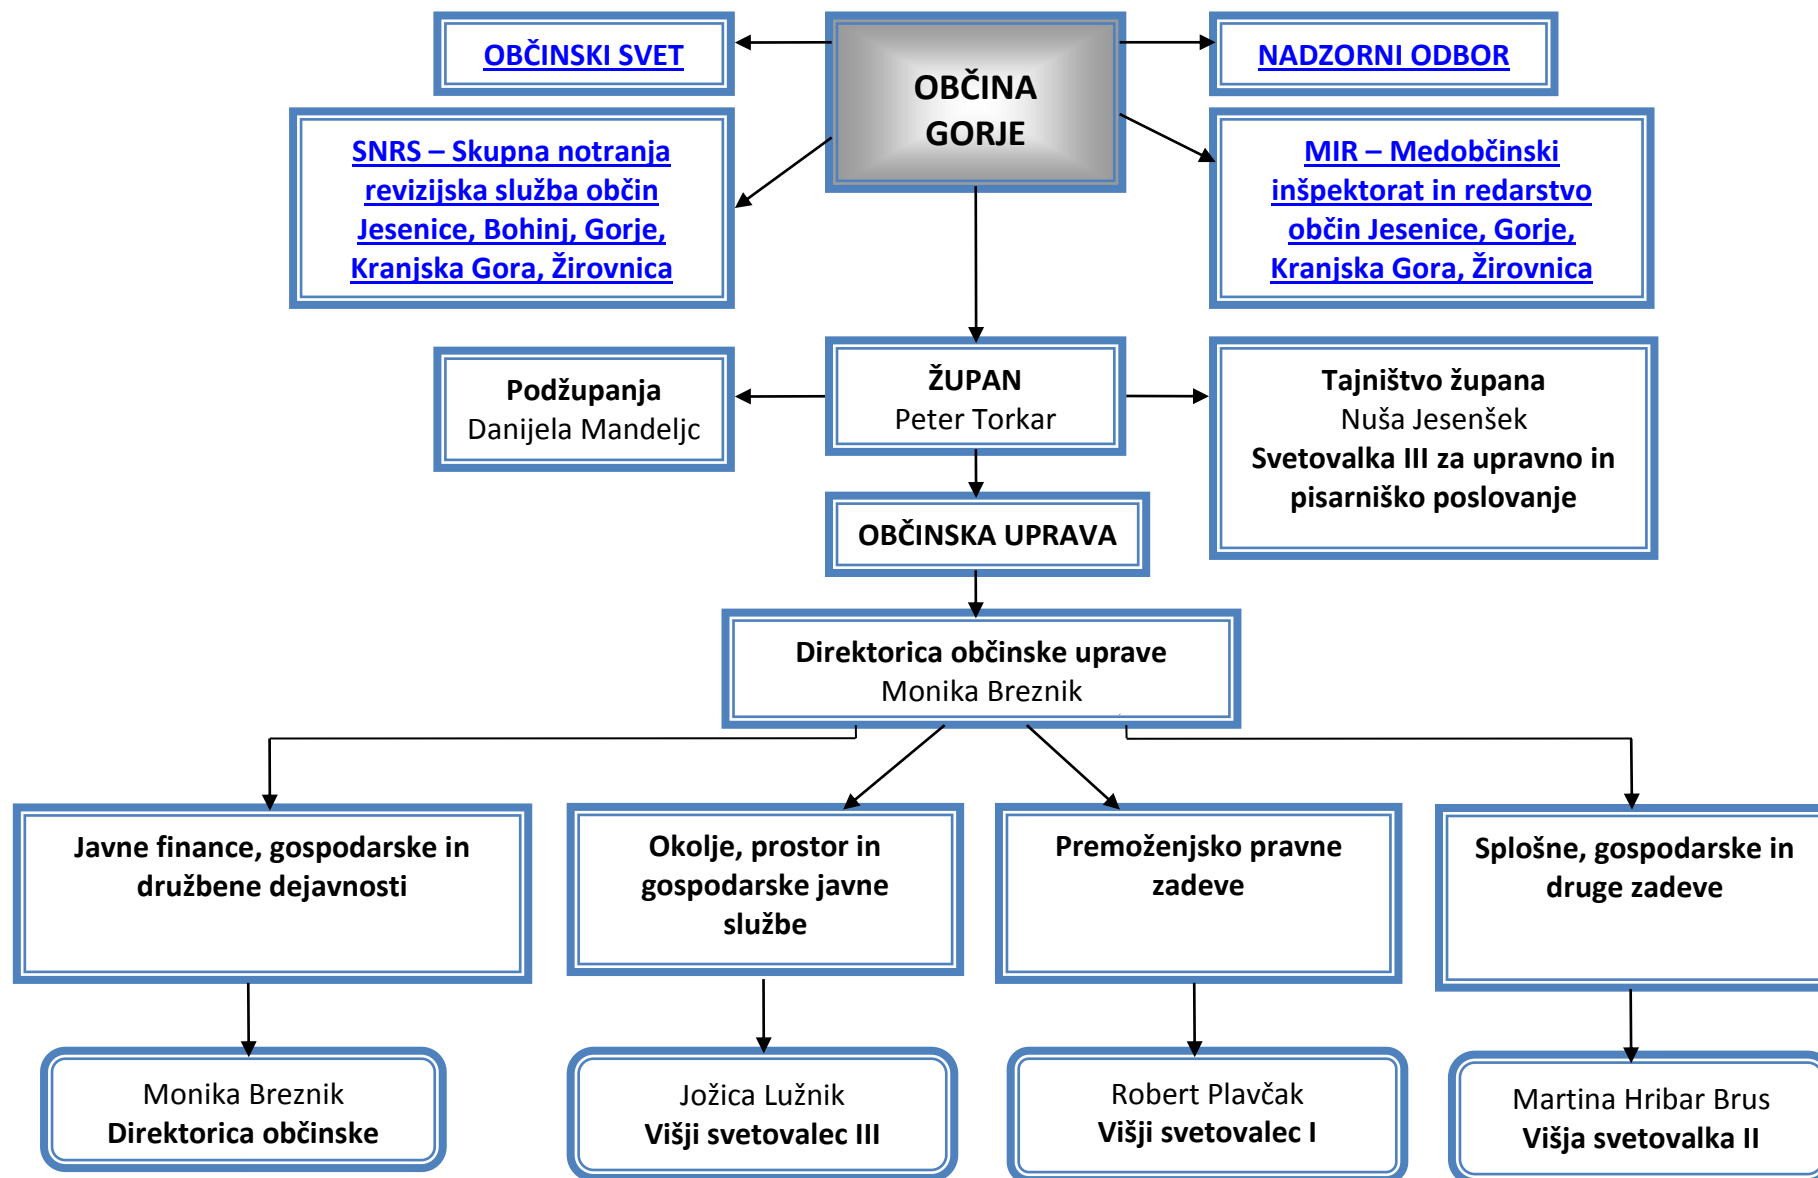 OBČINSKI SVET
OBČINA
GORJE
NADZORNI ODBOR
SNRS – Skupna notranja
revizijska služba občin
Jesenice, Bohinj, Gorje,
Kranjska Gora, Žirovnica
MIR – Medobčinski
inšpektorat in redarstvo
občin Jesenice, Gorje,
Kranjska Gora, Žirovnica
Podžupanja
Danijela Mandeljc
ŽUPAN
Peter Torkar
Tajništvo župana
Nuša Jesenšek
Svetovalka III za upravno in
pisarniško poslovanje
OBČINSKA UPRAVA
Direktorica občinske uprave
Monika Breznik
Javne finance, gospodarske in
družbene dejavnosti
Okolje, prostor in
gospodarske javne
službe
Premoženjsko pravne
zadeve
Splošne, gospodarske in
druge zadeve
Monika Breznik
Direktorica občinske
Jožica Lužnik
Višji svetovalec III
Robert Plavčak
Višji svetovalec I
Martina Hribar Brus
Višja svetovalka II